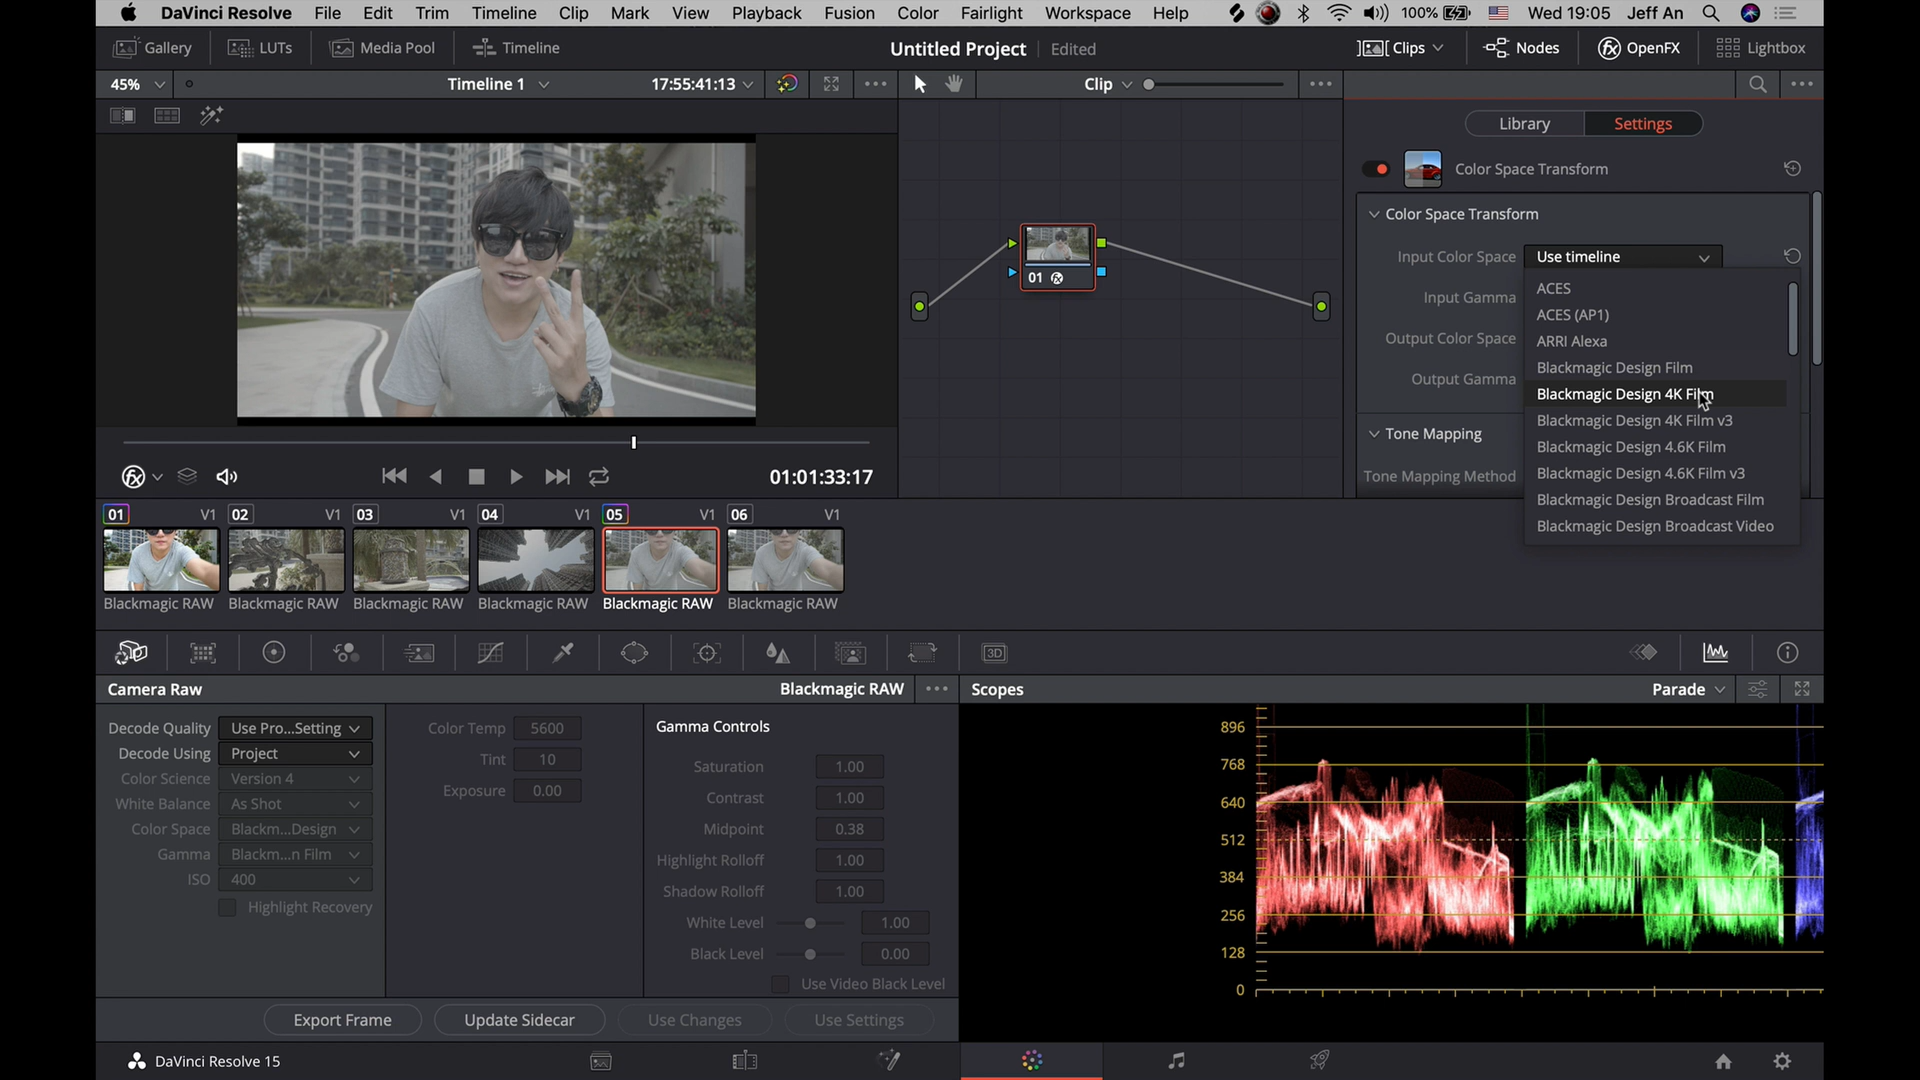 DaVinci Resolve File Edit Trim Timeline Clip Mark View Playback Fusion Color Fairlight Workspace Help 100% Wed 19:05 Jeff An
Gallery LUTs Media Pool Timeline Untitled Project Edited Clips Nodes OpenFX Lightbox
45% Timeline 1 17:55:41:13 Clip
Library Settings
Color Space Transform
Color Space Transform
Input Color Space Use timeline
Input Gamma
Output Color Space
Output Gamma
ACES
ACES (AP1)
ARRI Alexa
Blackmagic Design Film
Blackmagic Design 4K Film
Blackmagic Design 4K Film v3
Blackmagic Design 4.6K Film
Blackmagic Design 4.6K Film v3
Blackmagic Design Broadcast Film
Blackmagic Design Broadcast Video
Tone Mapping
Tone Mapping Method
01
01:01:33:17
01 V1 02 V1 03 V1 04 V1 05 V1 06 V1
Blackmagic RAW Blackmagic RAW Blackmagic RAW Blackmagic RAW Blackmagic RAW Blackmagic RAW
3D
Camera Raw Blackmagic RAW
Decode Quality Use Pro...Setting
Decode Using Project
Color Science Version 4
White Balance As Shot
Color Space Blackm...Design
Gamma Blackm...n Film
ISO 400
Highlight Recovery
Color Temp 5600
Tint 10
Exposure 0.00
Gamma Controls
Saturation 1.00
Contrast 1.00
Midpoint 0.38
Highlight Rolloff 1.00
Shadow Rolloff 1.00
White Level 1.00
Black Level 0.00
Use Video Black Level
Export Frame Update Sidecar Use Changes Use Settings
Scopes Parade
896
768
640
512
384
256
128
0
DaVinci Resolve 15